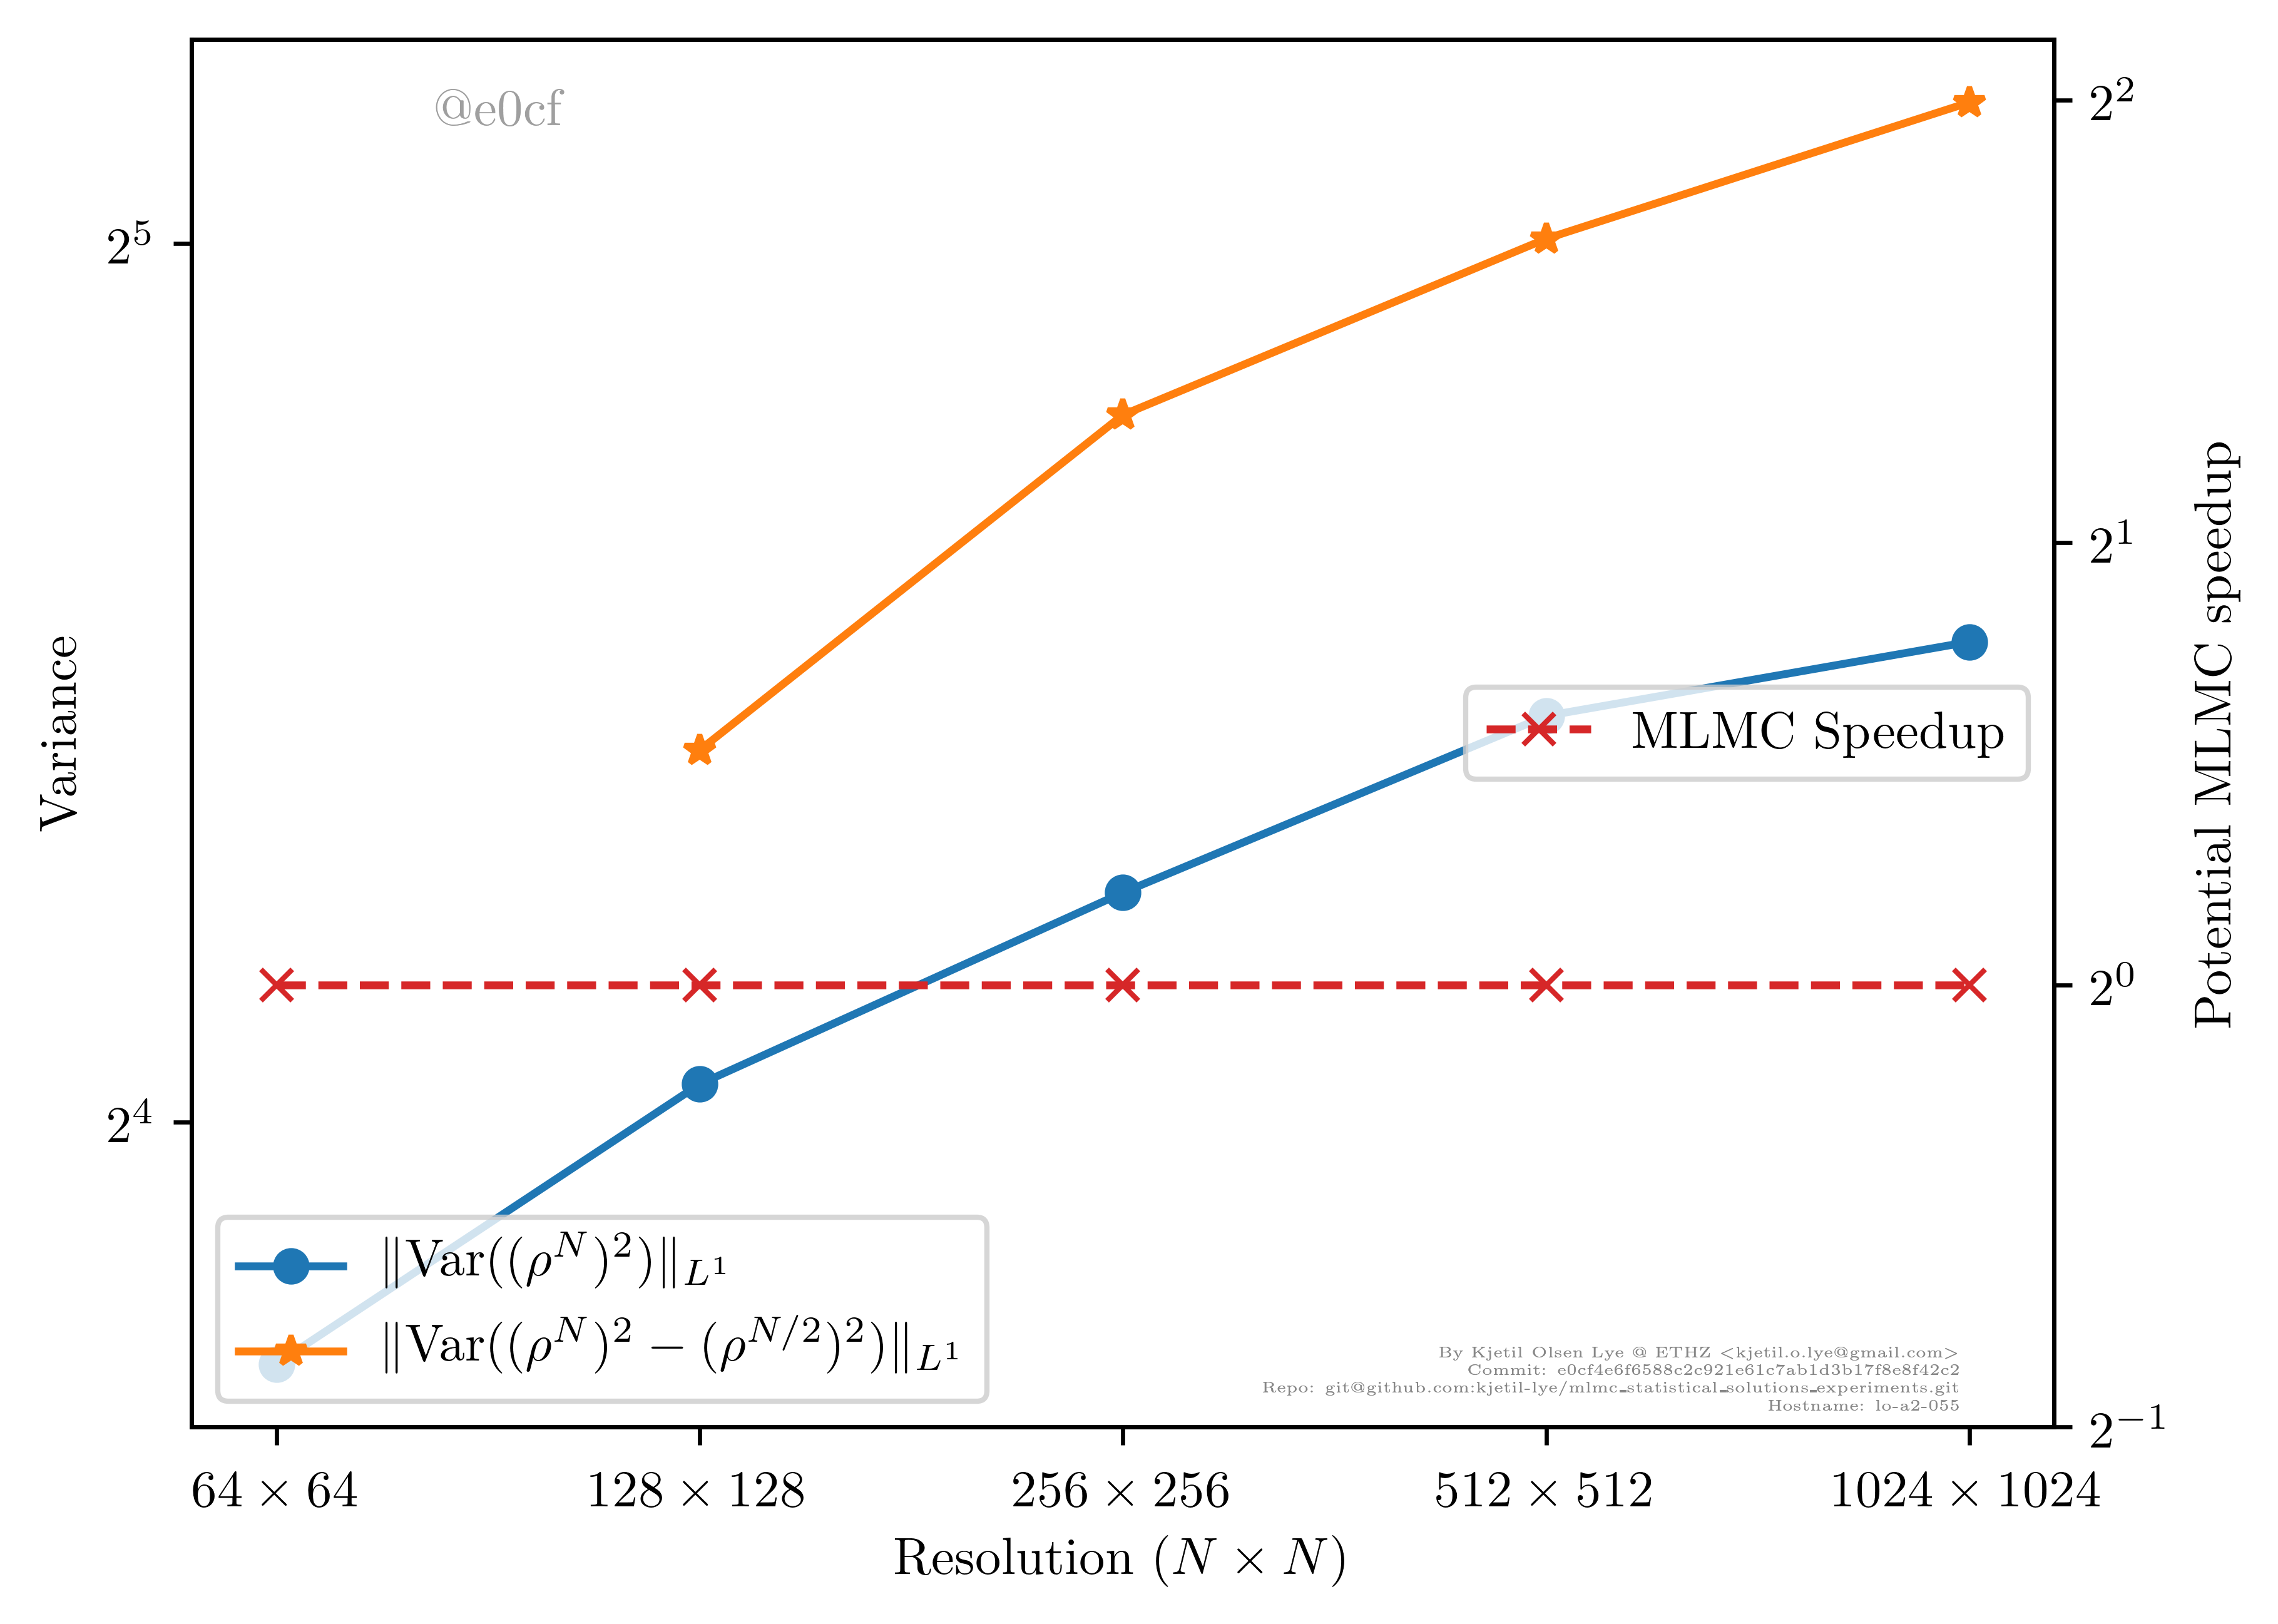 @e0cf
2^5
2^4
Variance
2^2
2^1
2^0
2^{-1}
Potential MLMC speedup
MLMC Speedup
‖Var((ρ^N)^2)‖_{L^1}
‖Var((ρ^N)^2 − (ρ^{N/2})^2)‖_{L^1}
By Kjetil Olsen Lye @ ETHZ <kjetil.o.lye@gmail.com>
Commit: e0cf4e6f6588c2c921e61c7ab1d3b17f8e8f42c2
Repo: git@github.com:kjetil-lye/mlmc_statistical_solutions_experiments.git
Hostname: lo-a2-055
64 × 64
128 × 128
256 × 256
512 × 512
1024 × 1024
Resolution (N × N)